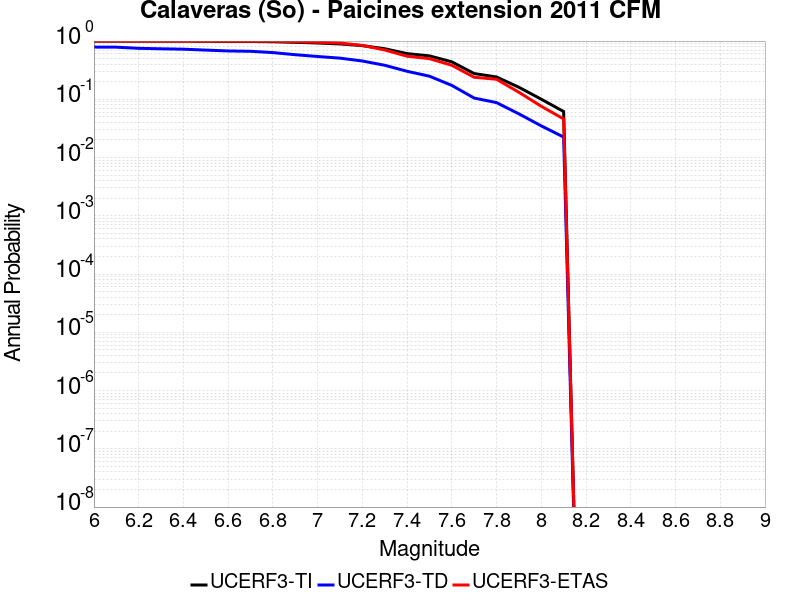 Calaveras (So) - Paicines extension 2011 CFM
Annual Probability
10^0
10^-1
10^-2
10^-3
10^-4
10^-5
10^-6
10^-7
10^-8
6 6.2 6.4 6.6 6.8 7 7.2 7.4 7.6 7.8 8 8.2 8.4 8.6 8.8 9
Magnitude
UCERF3-TI UCERF3-TD UCERF3-ETAS